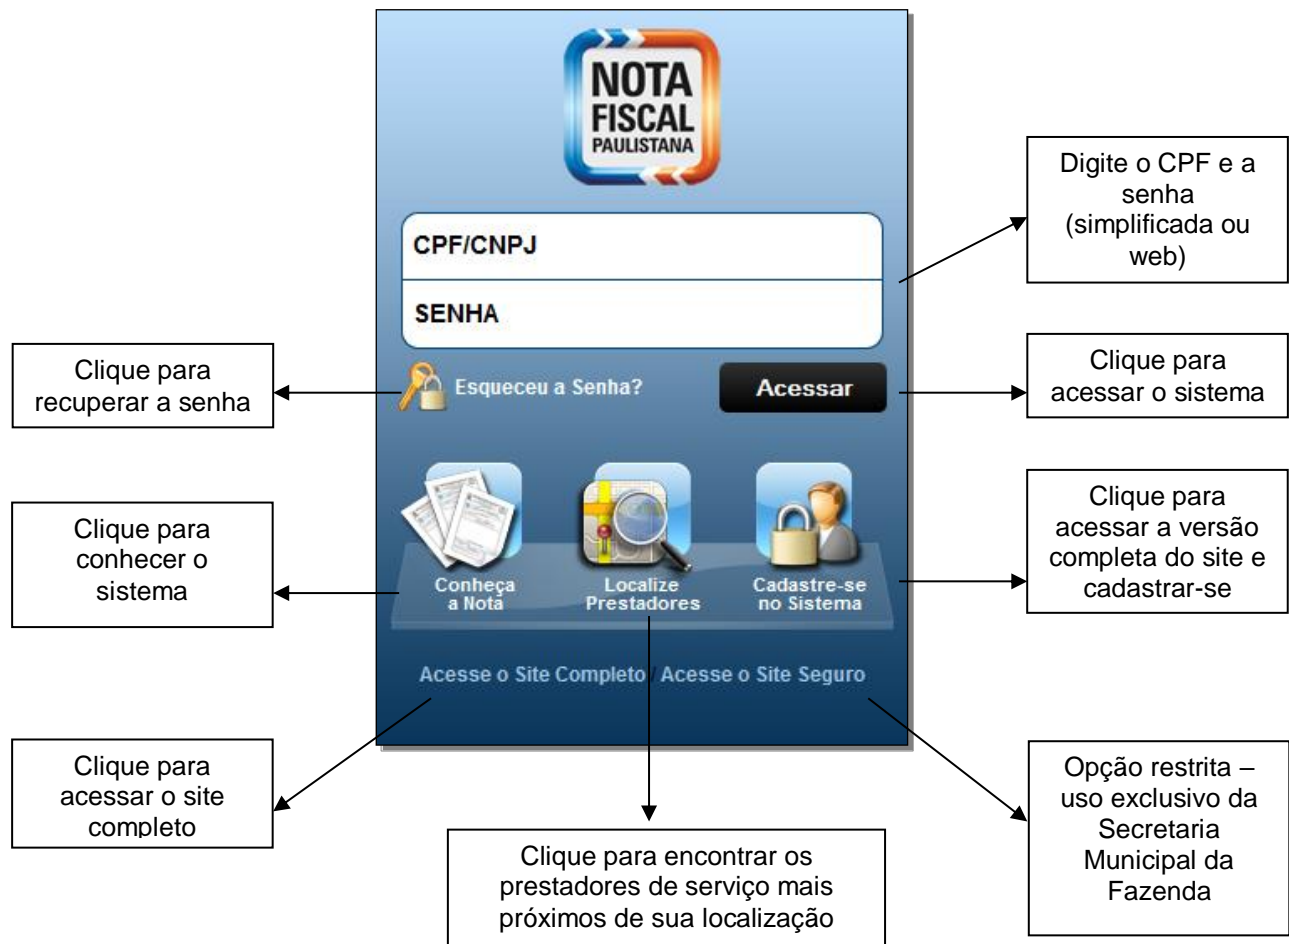 NOTA
FISCAL
PAULISTANA
CPF/CNPJ
SENHA
Esqueceu a Senha?
Acessar
Conheça
a Nota
Localize
Prestadores
Cadastre-se
no Sistema
Acesse o Site Completo / Acesse o Site Seguro
Digite o CPF e a
senha
(simplificada ou
web)
Clique para
recuperar a senha
Clique para
acessar o sistema
Clique para
conhecer o
sistema
Clique para
acessar a versão
completa do site e
cadastrar-se
Clique para
acessar o site
completo
Clique para encontrar os
prestadores de serviço mais
próximos de sua localização
Opção restrita –
uso exclusivo da
Secretaria
Municipal da
Fazenda